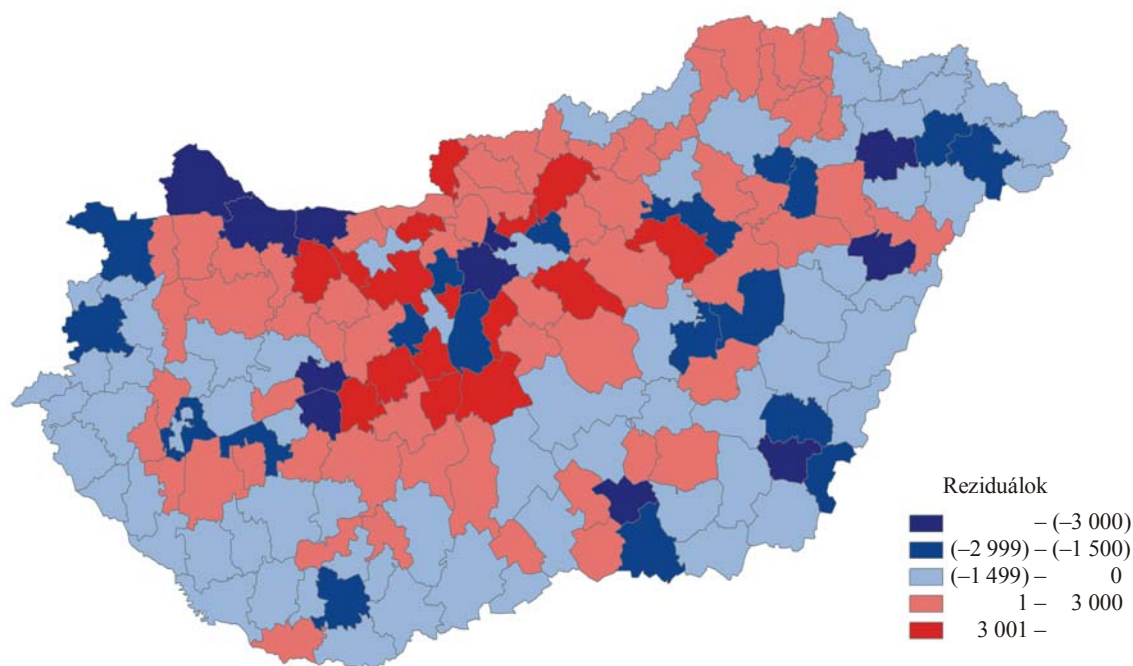 Reziduálok
– (–3 000)
(–2 999) – (–1 500)
(–1 499) – 0
1 – 3 000
3 001 –